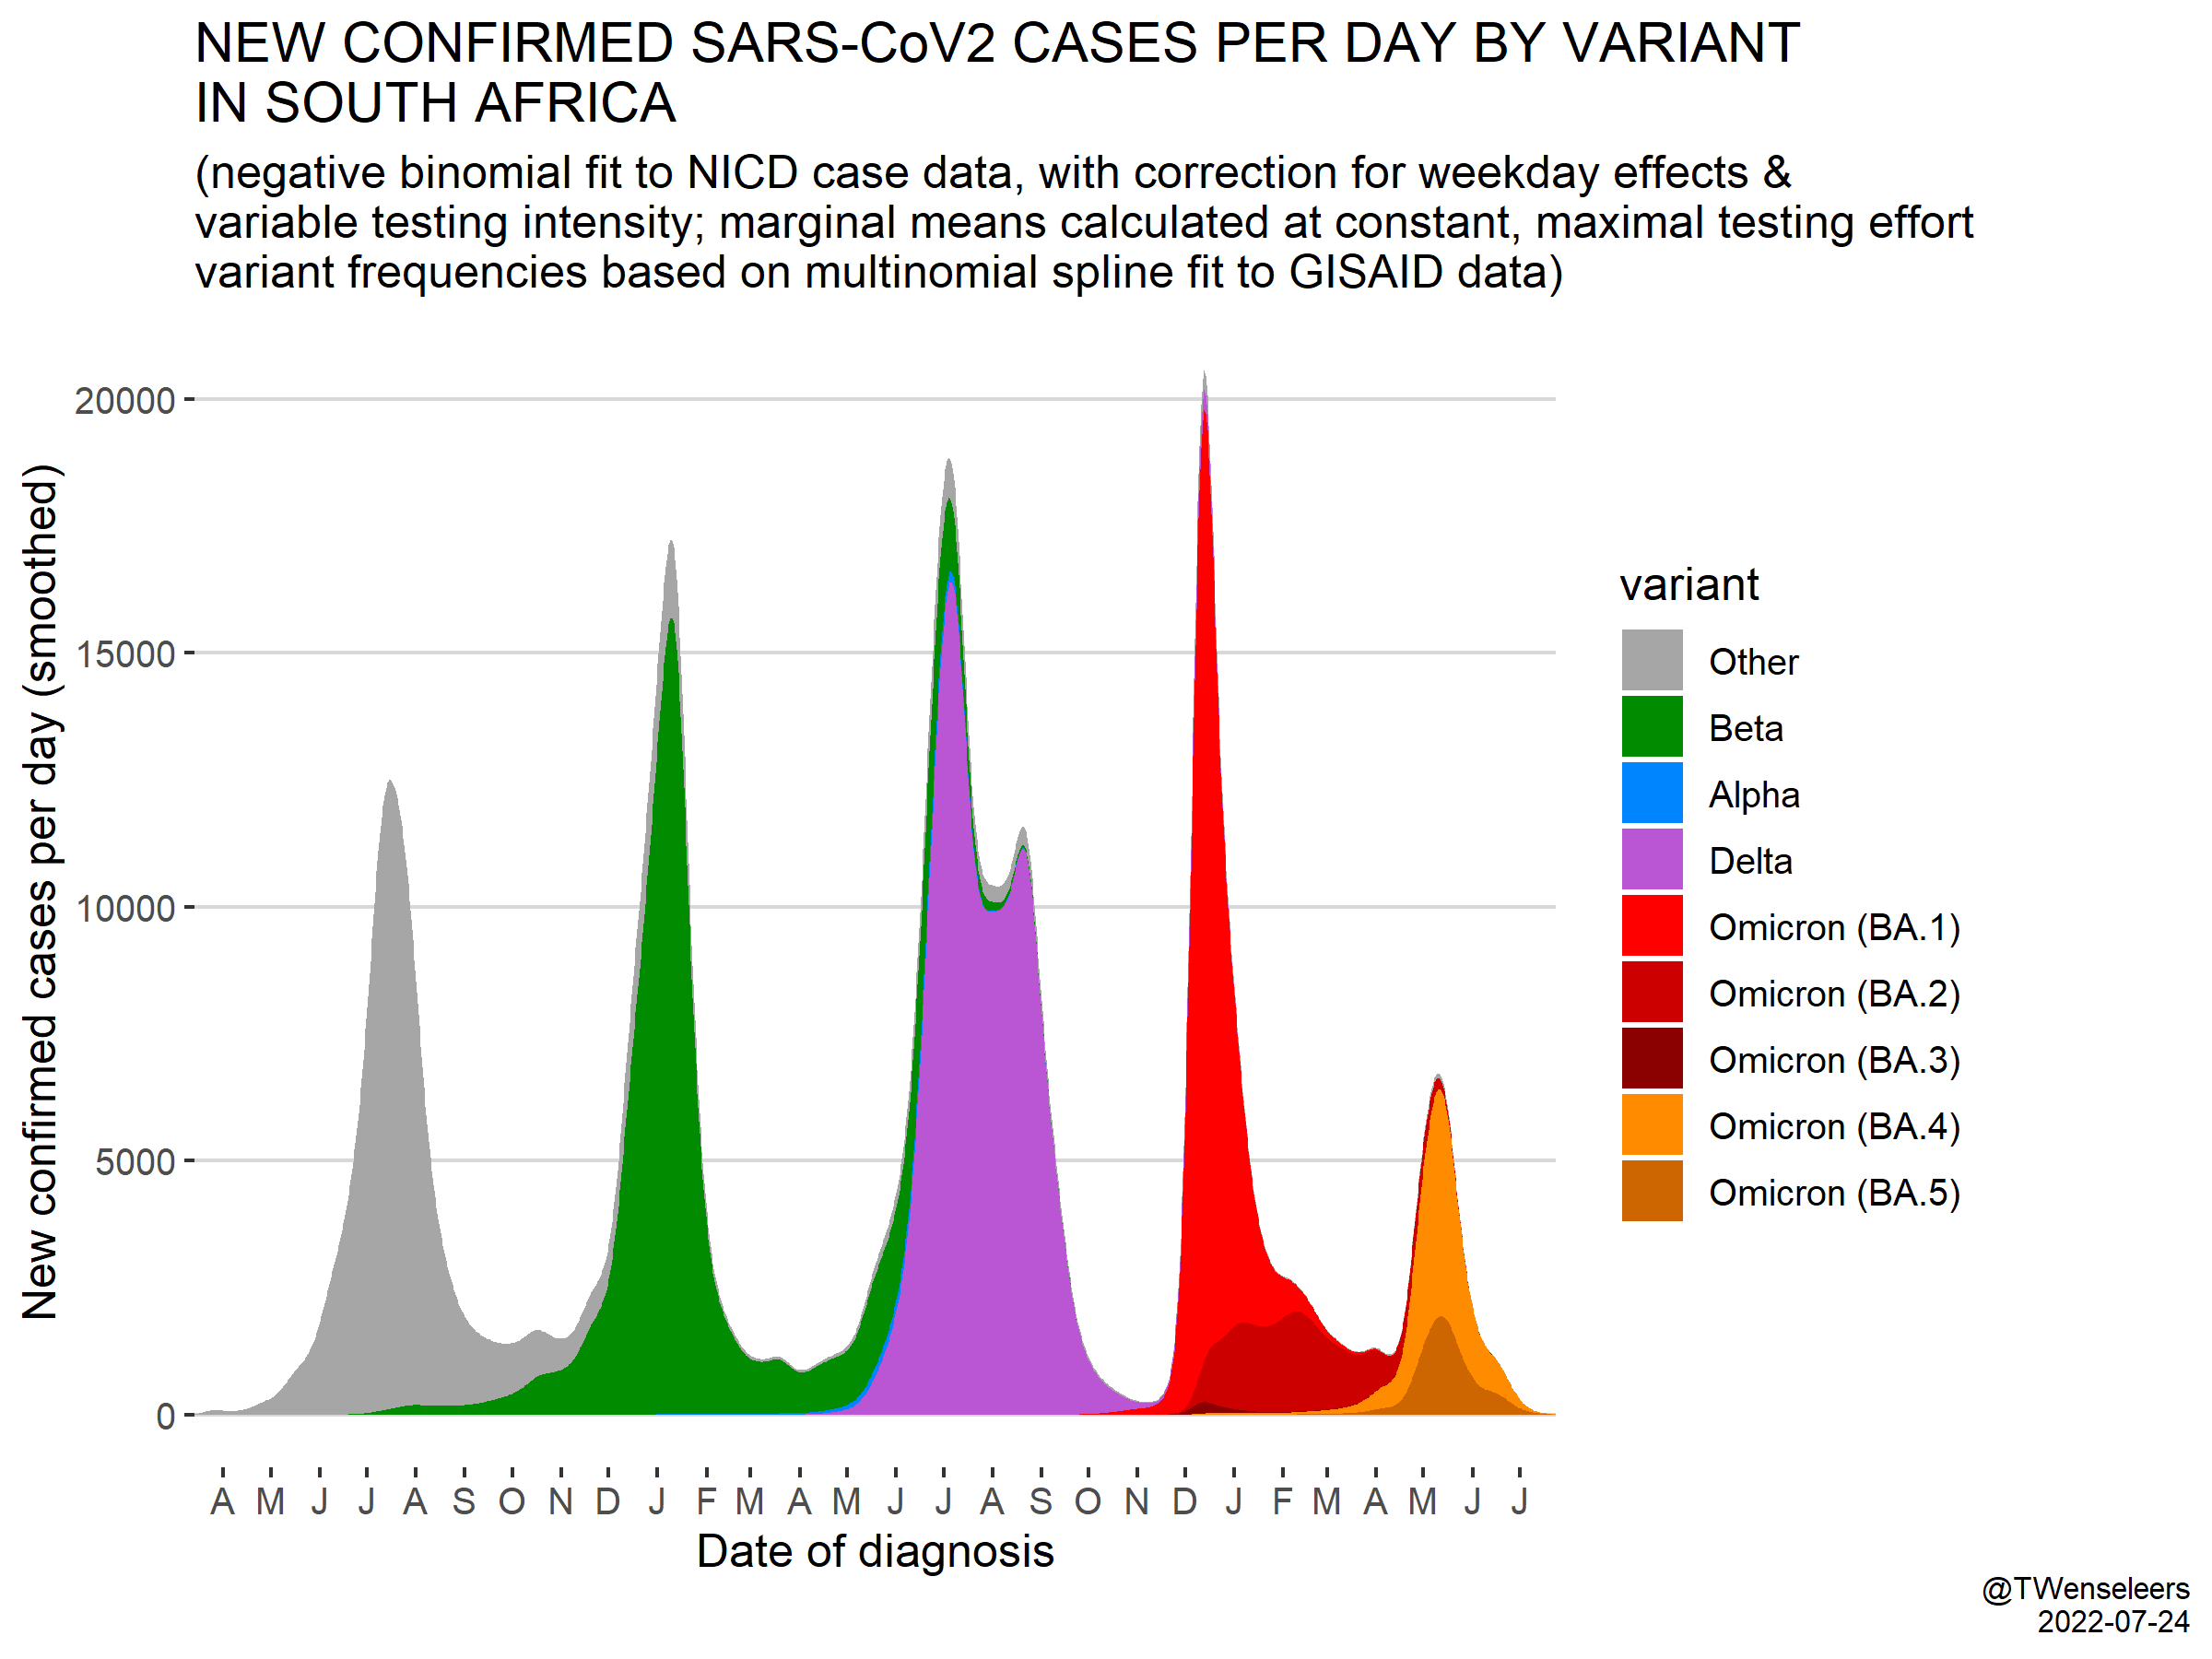 NEW CONFIRMED SARS-CoV2 CASES PER DAY BY VARIANT
IN SOUTH AFRICA
(negative binomial fit to NICD case data, with correction for weekday effects &
variable testing intensity; marginal means calculated at constant, maximal testing effort
variant frequencies based on multinomial spline fit to GISAID data)
New confirmed cases per day (smoothed)
20000
15000
10000
5000
0
A M J J A S O N D J F M A M J J A S O N D J F M A M J J
Date of diagnosis
variant
Other
Beta
Alpha
Delta
Omicron (BA.1)
Omicron (BA.2)
Omicron (BA.3)
Omicron (BA.4)
Omicron (BA.5)
@TWenseleers
2022-07-24